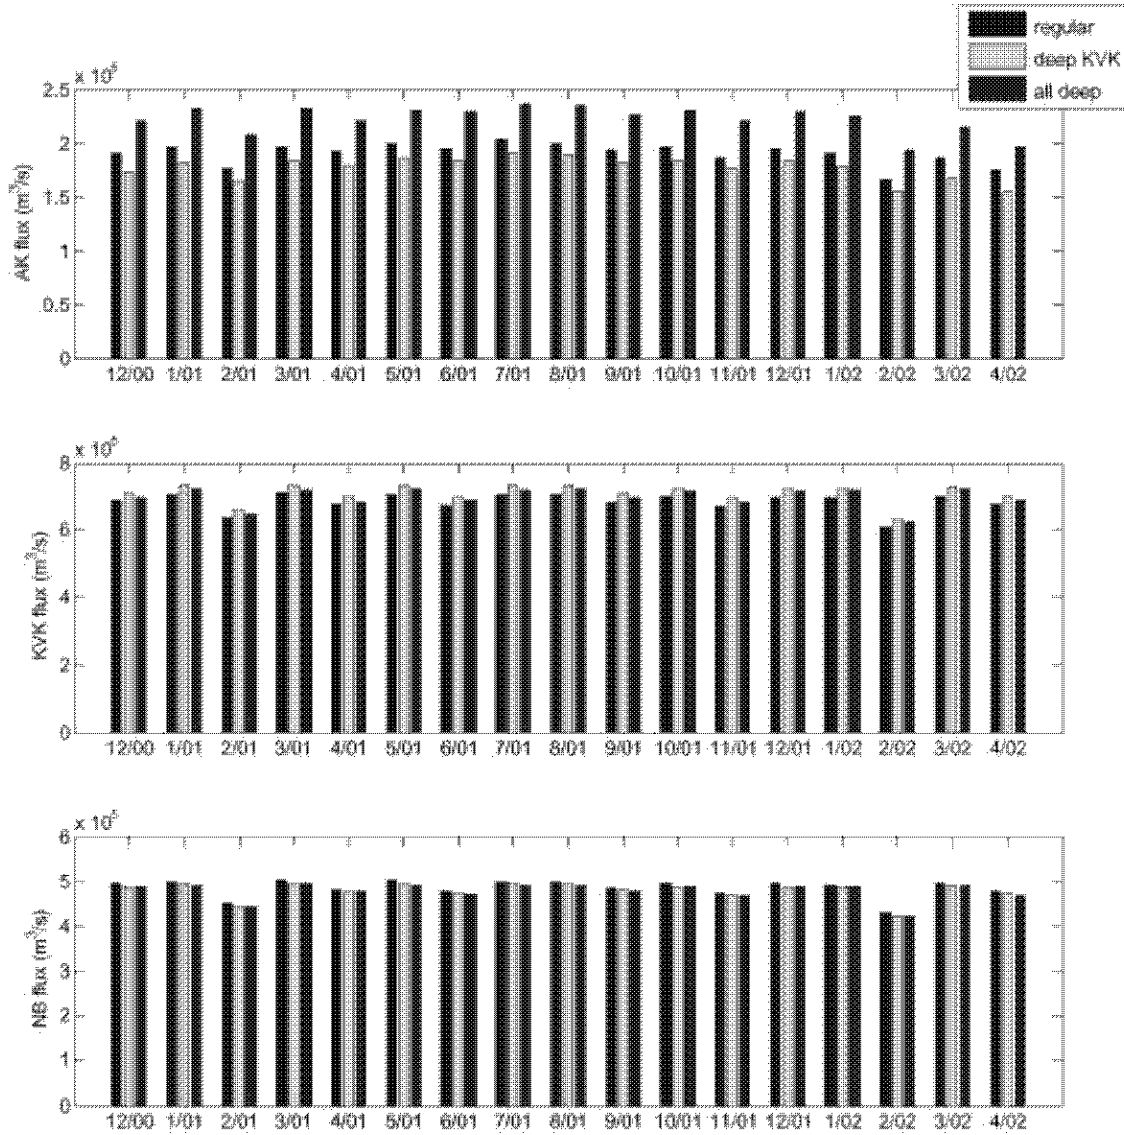 regular
deep KVK
all deep
x 10^5
2.5
2
1.5
1
0.5
0
AK flux (m^3/s)
12/00 1/01 2/01 3/01 4/01 5/01 6/01 7/01 8/01 9/01 10/01 11/01 12/01 1/02 2/02 3/02 4/02
x 10^5
8
6
4
2
0
KVK flux (m^3/s)
12/00 1/01 2/01 3/01 4/01 5/01 6/01 7/01 8/01 9/01 10/01 11/01 12/01 1/02 2/02 3/02 4/02
x 10^5
6
5
4
3
2
1
0
NB flux (m^3/s)
12/00 1/01 2/01 3/01 4/01 5/01 6/01 7/01 8/01 9/01 10/01 11/01 12/01 1/02 2/02 3/02 4/02